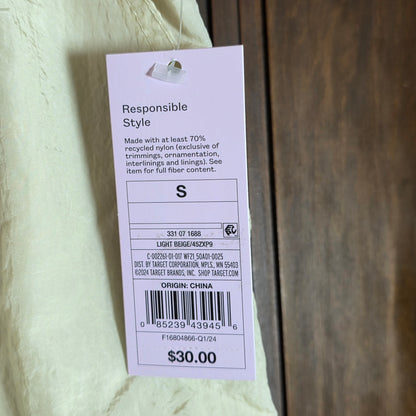 Responsible
Style
Made with at least 70%
recycled nylon (exclusive of
trimmings, ornamentation,
interlinings and linings). See
item for full fiber content.
S
331 07 1688
LIGHT BEIGE/45ZXP9
C-002261-01-017 WFZ1_50A01-0025
DIST. BY TARGET CORPORATION, MPLS., MN 55403
©2024 TARGET BRANDS, INC. SHOP TARGET.COM
ORIGIN: CHINA
0 85239 43945 6
F16804866-Q1/24
$30.00